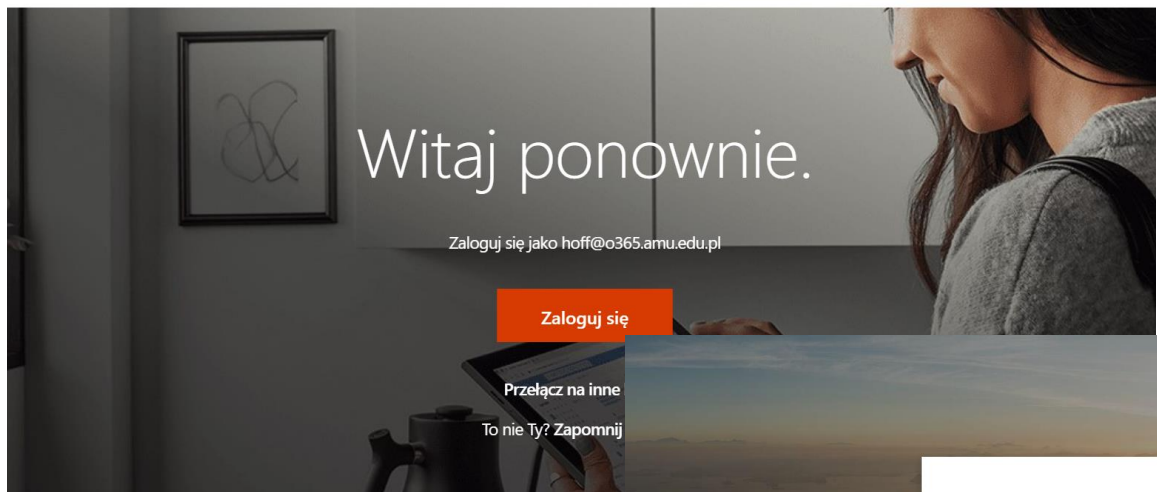 Witaj ponownie.
Zaloguj się jako hoff@o365.amu.edu.pl
Zaloguj się
Przełącz na inne
To nie Ty? Zapomnij